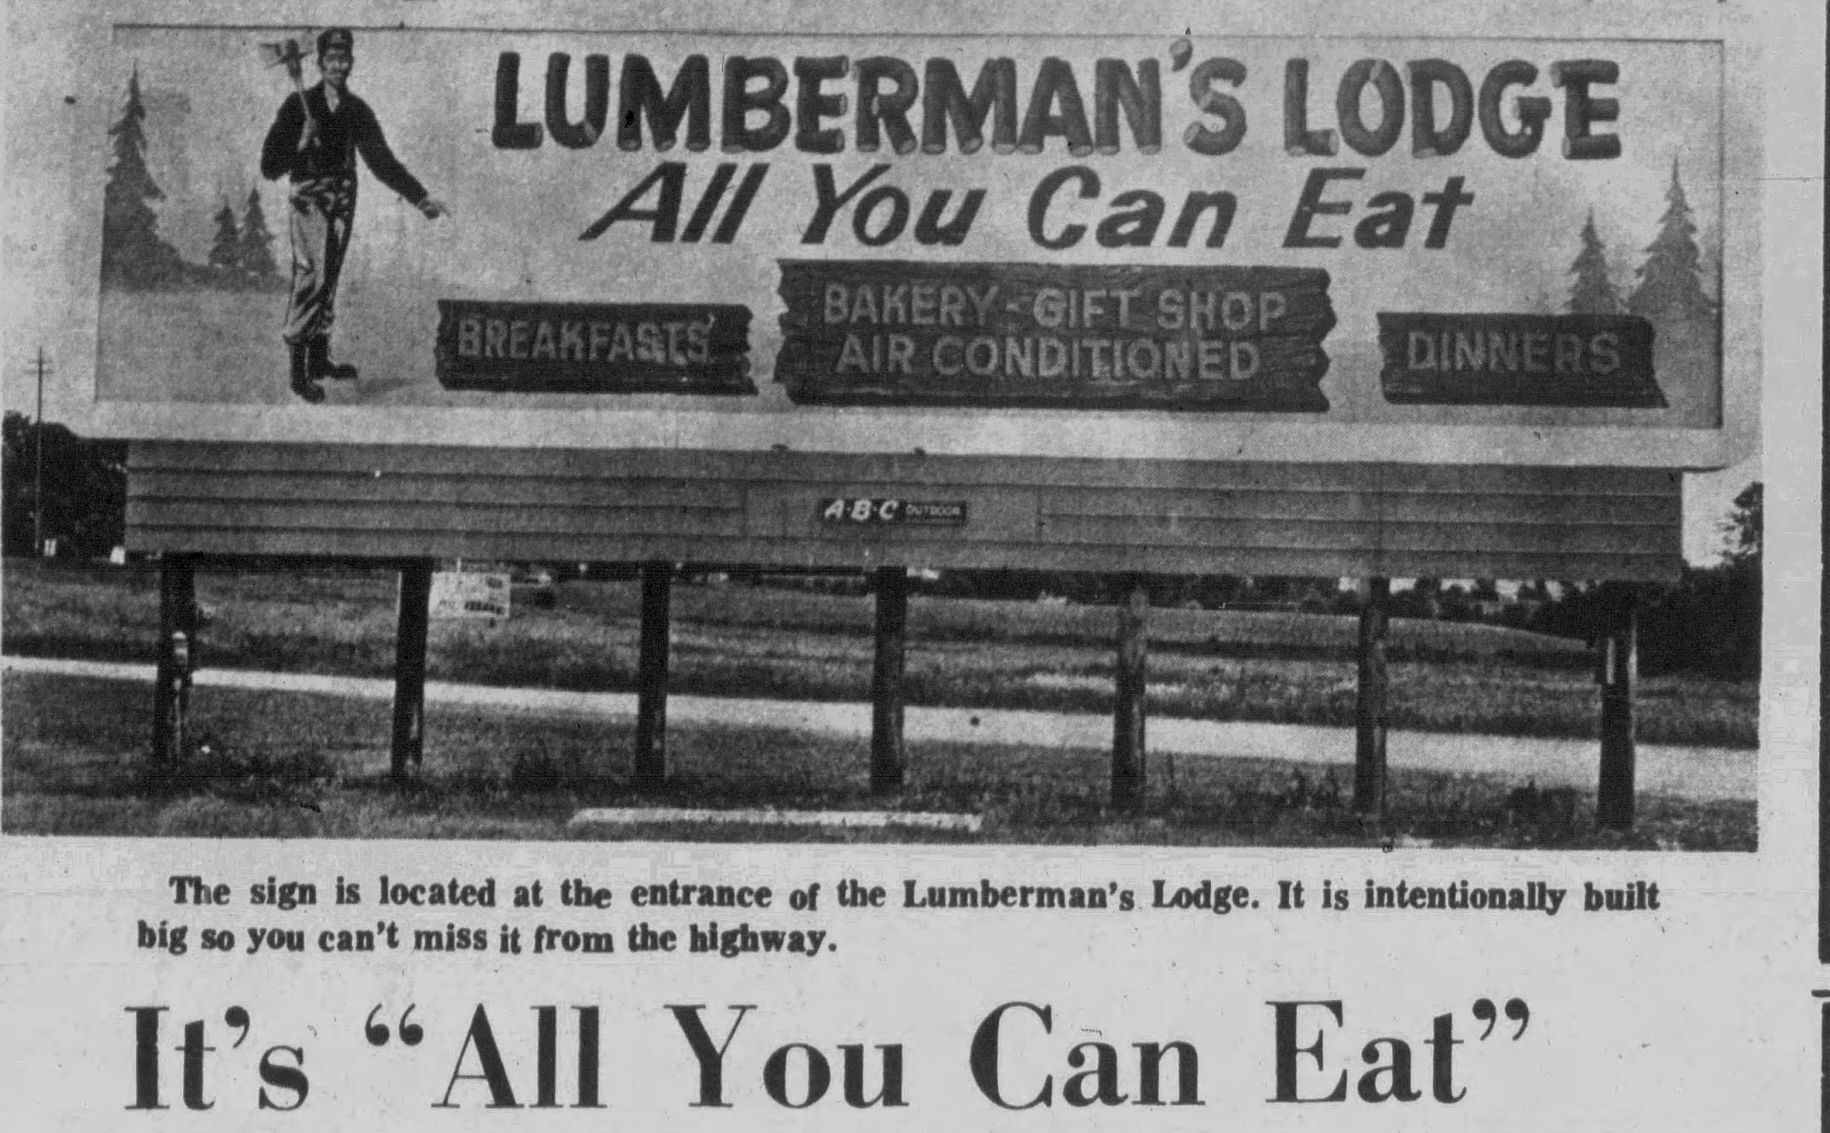 LUMBERMAN'S LODGE
All You Can Eat
BREAKFASTS
BAKERY - GIFT SHOP
AIR CONDITIONED
DINNERS
A·B·C OUTDOOR
The sign is located at the entrance of the Lumberman's Lodge. It is intentionally built
big so you can't miss it from the highway.
It's "All You Can Eat"